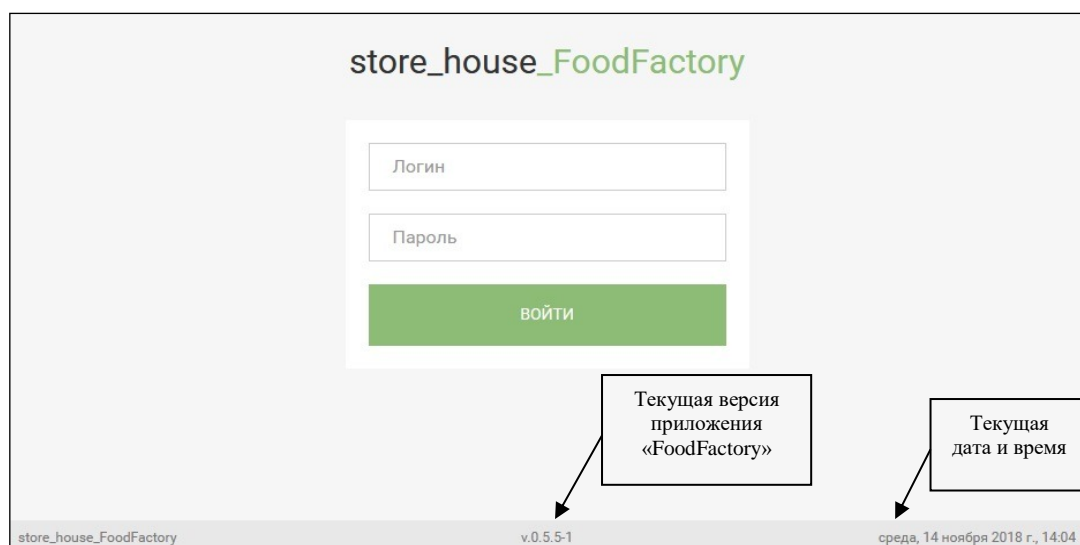 store_house_FoodFactory
Логин
Пароль
ВОЙТИ
Текущая версия
приложения
«FoodFactory»
Текущая
дата и время
store_house_FoodFactory
v.0.5.5-1
среда, 14 ноября 2018 г., 14:04